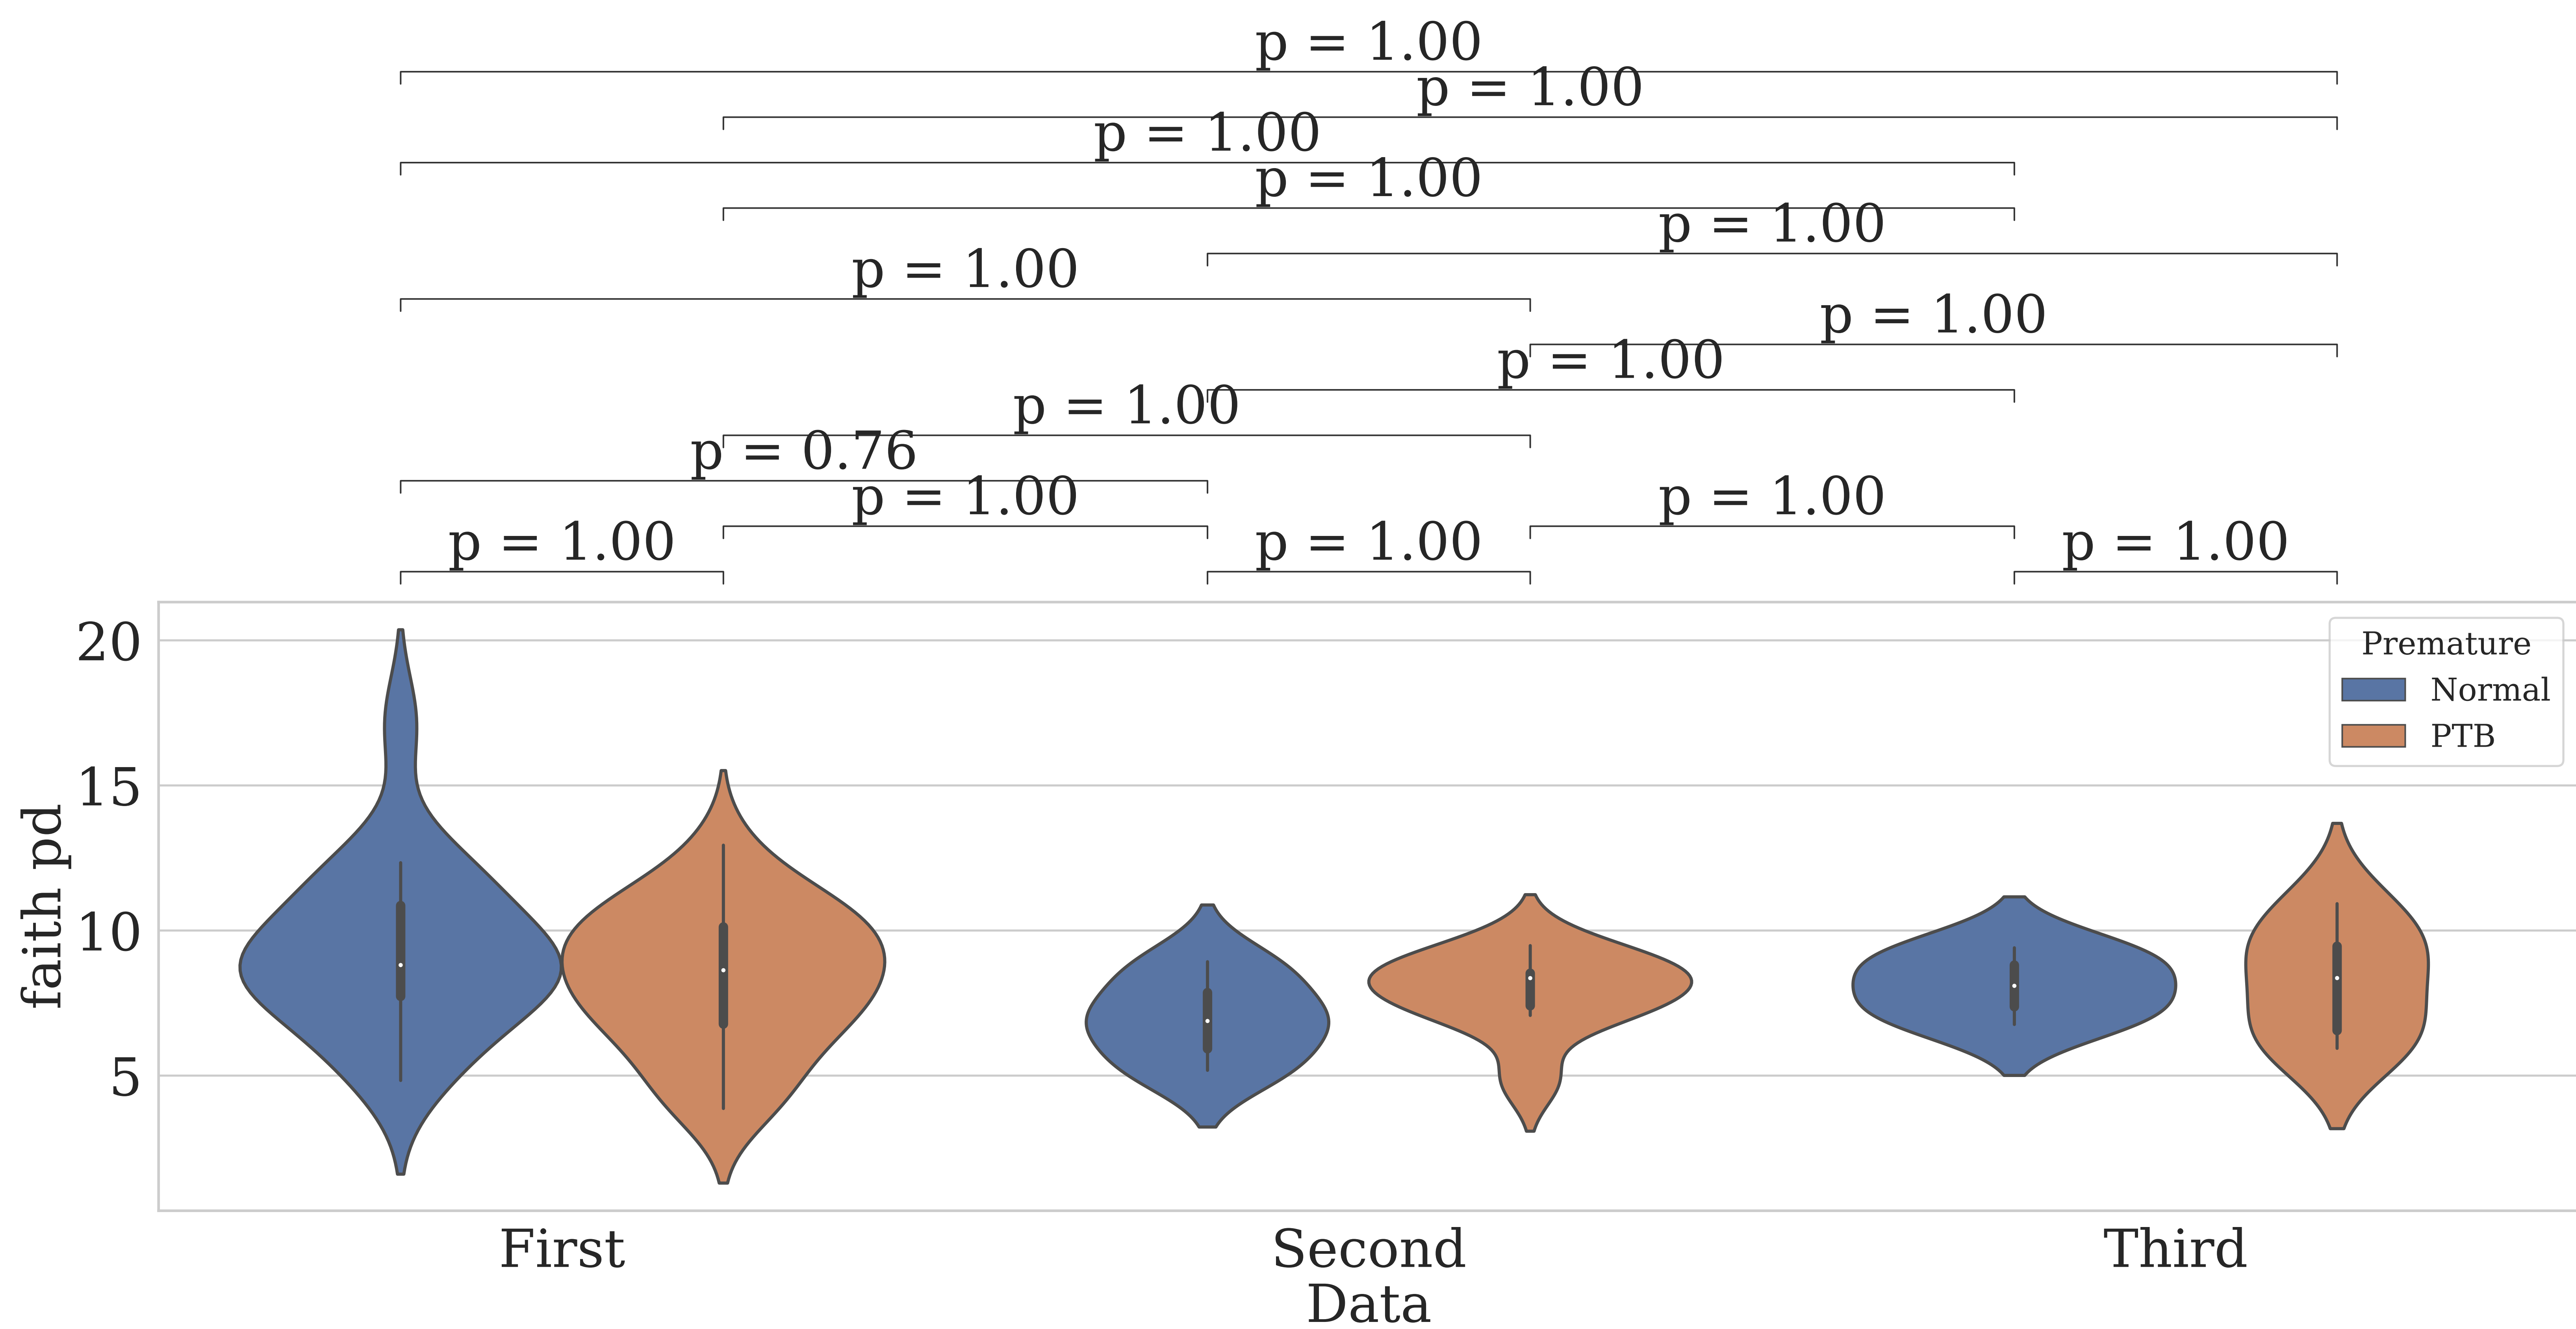 p = 1.00
p = 1.00
p = 1.00
p = 1.00
p = 1.00
p = 1.00
p = 1.00
p = 1.00
p = 1.00
p = 0.76
p = 1.00
p = 1.00
p = 1.00
p = 1.00
p = 1.00
20
15
10
5
faith pd
Premature
Normal
PTB
First
Second
Third
Data